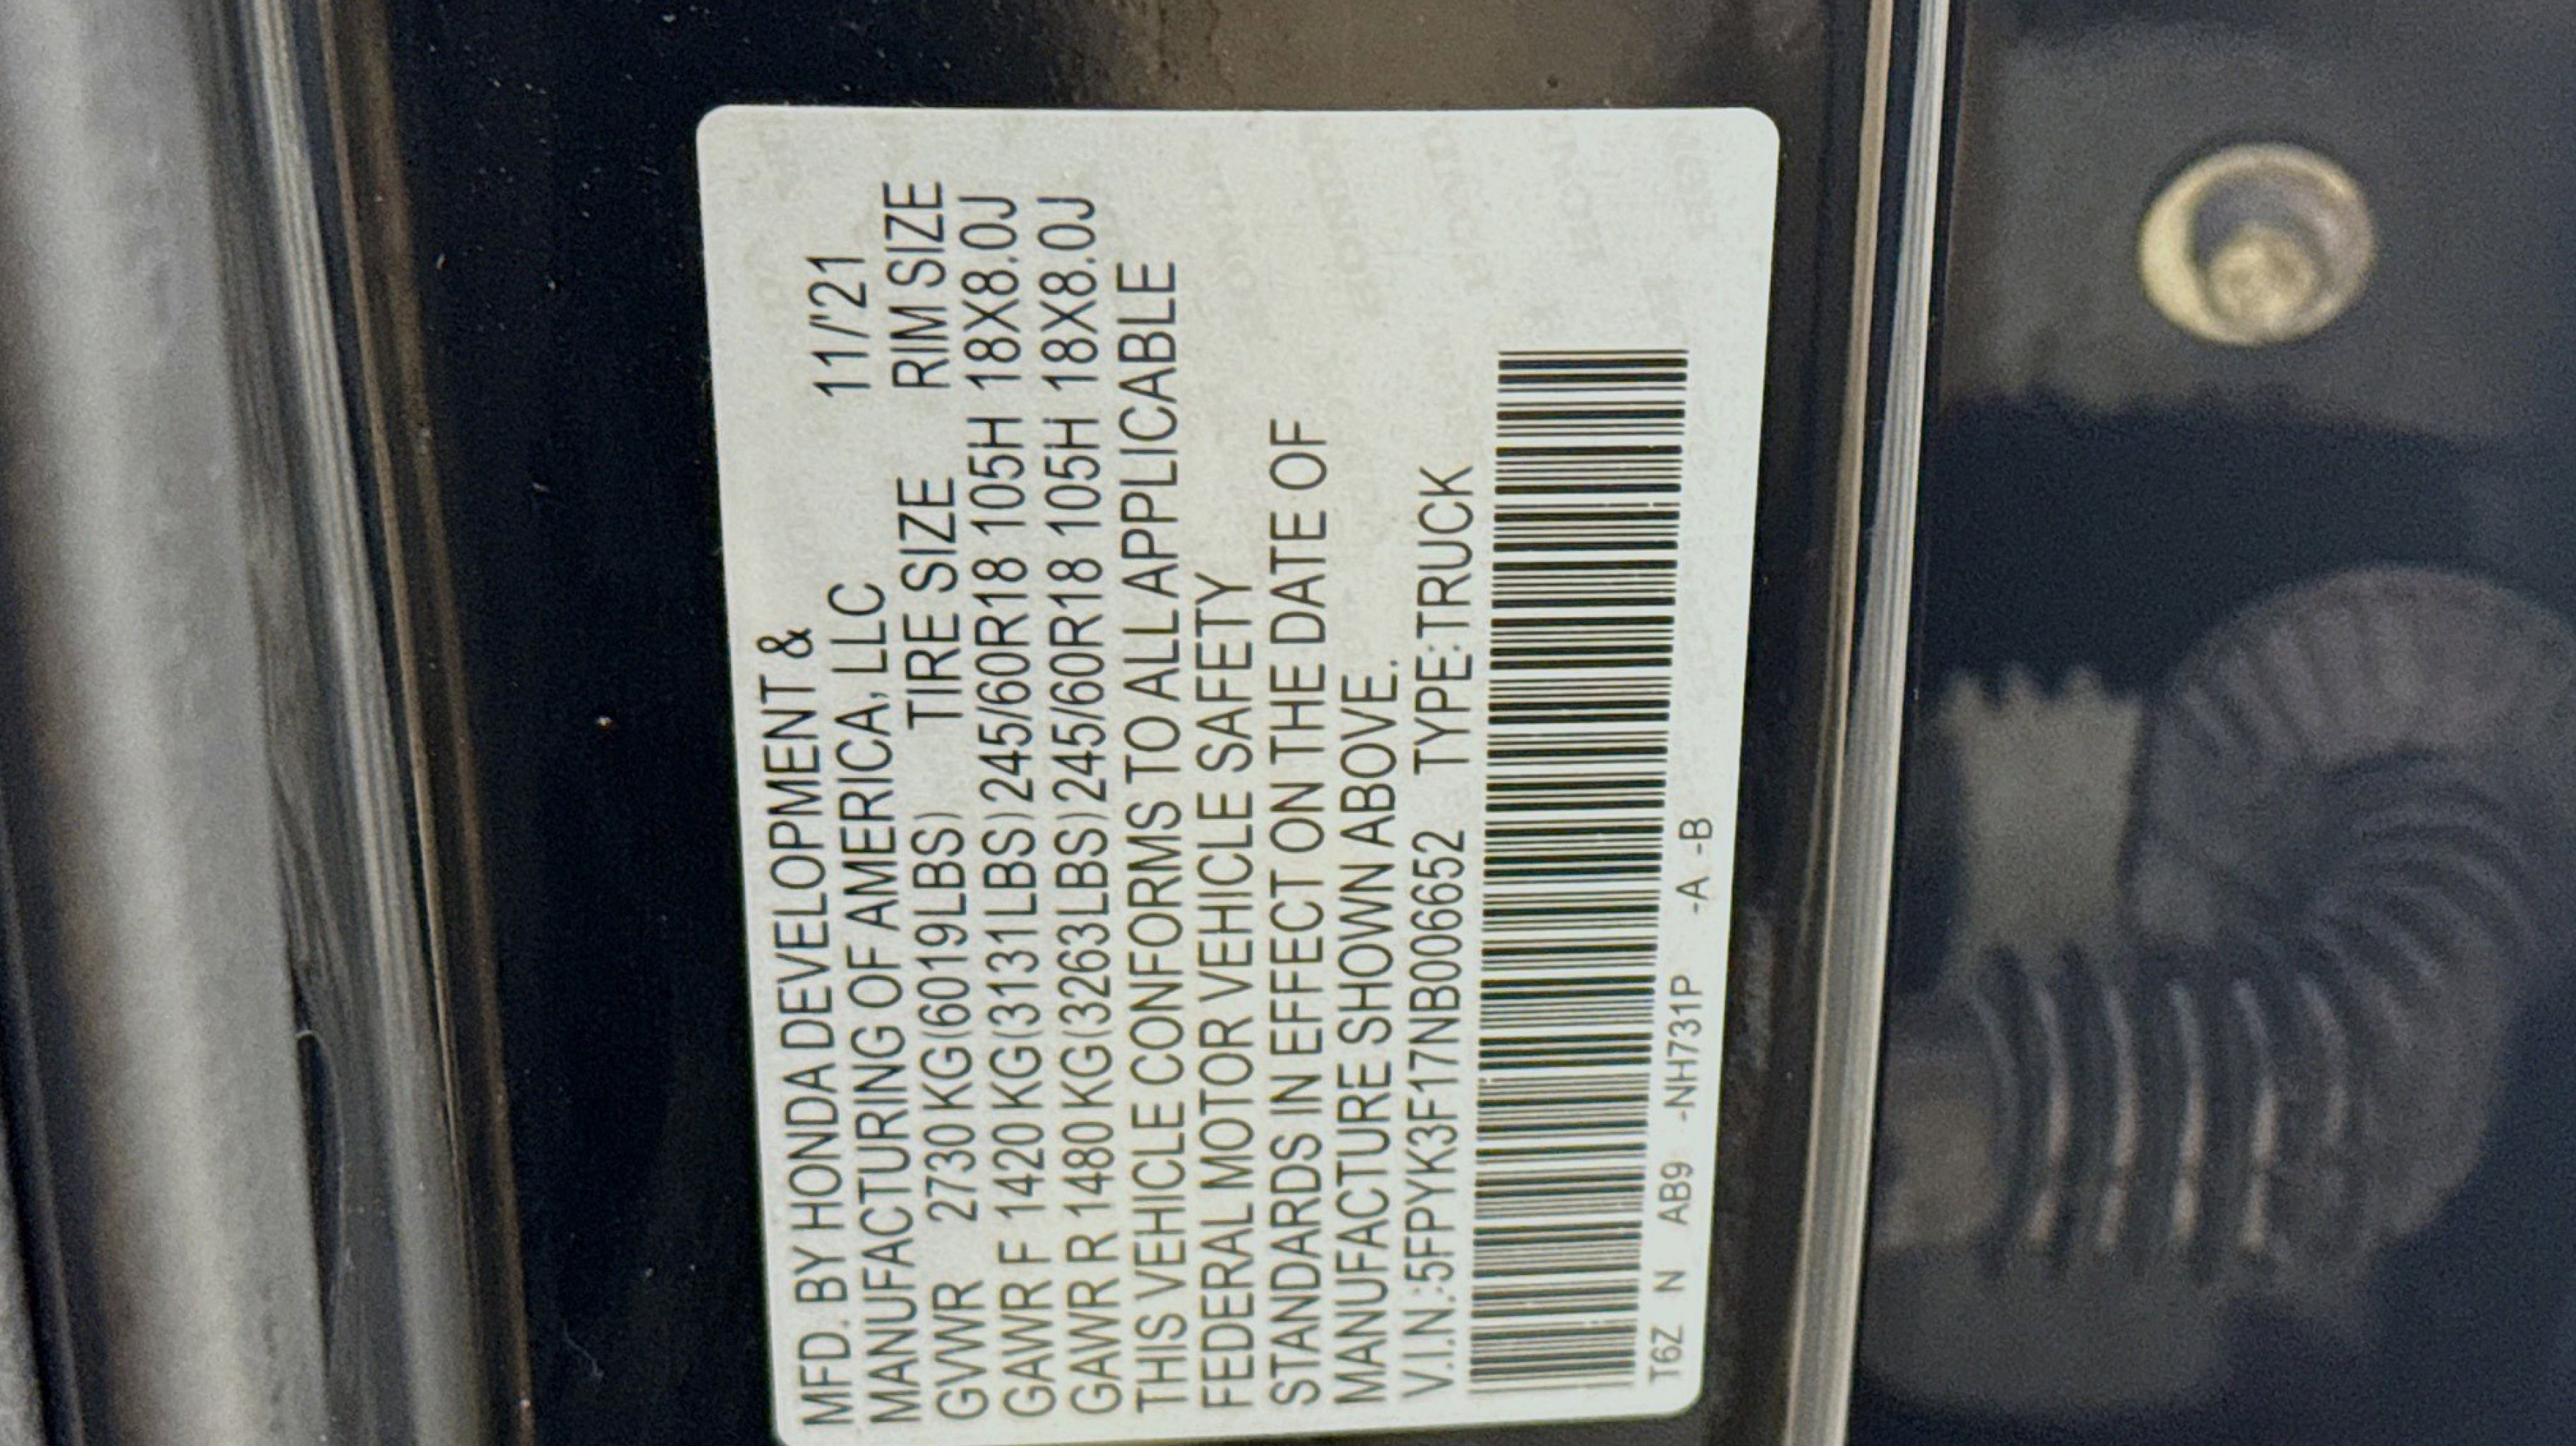 MFD. BY HONDA DEVELOPMENT &
MANUFACTURING OF AMERICA, LLC 11/'21
GVWR 2730 KG(6019LBS) TIRE SIZE RIM SIZE
GAWR F 1420 KG(3131LBS) 245/60R18 105H 18X8.0J
GAWR R 1480 KG(3263LBS) 245/60R18 105H 18X8.0J
THIS VEHICLE CONFORMS TO ALL APPLICABLE
FEDERAL MOTOR VEHICLE SAFETY
STANDARDS IN EFFECT ON THE DATE OF
MANUFACTURE SHOWN ABOVE.
V.I.N.:5FPYK3F17NB006652 TYPE:TRUCK
T6Z N AB9 -NH731P -A -B